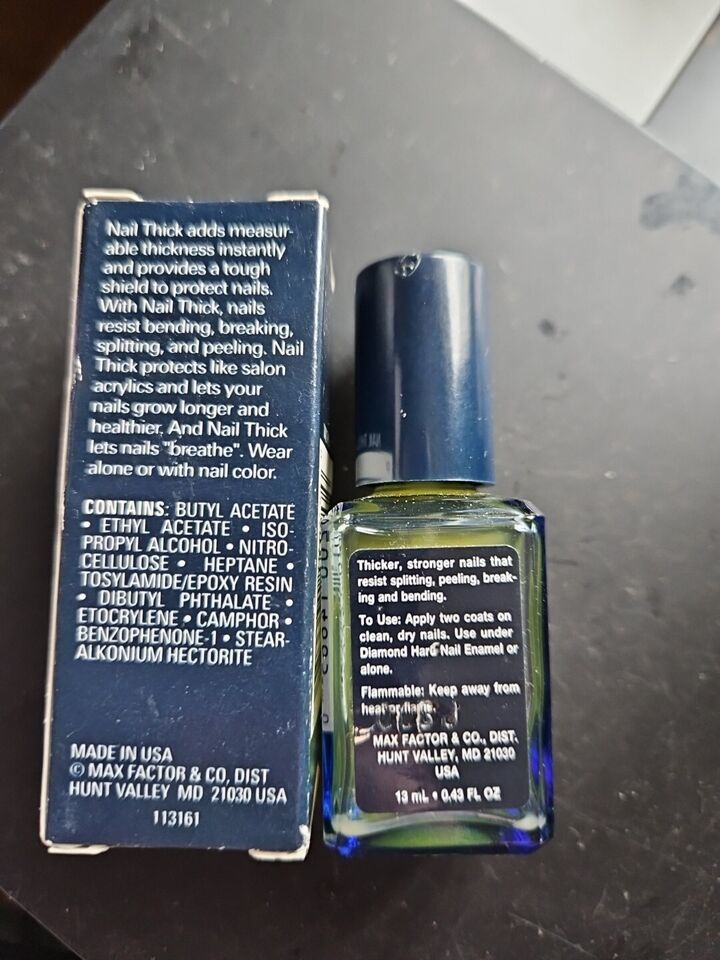 Nail Thick adds measur-
able thickness instantly
and provides a tough
shield to protect nails.
With Nail Thick, nails
resist bending, breaking,
splitting, and peeling. Nail
Thick protects like salon
acrylics and lets your
nails grow longer and
healthier. And Nail Thick
lets nails "breathe". Wear
alone or with nail color.
CONTAINS: BUTYL ACETATE
• ETHYL ACETATE • ISO-
PROPYL ALCOHOL • NITRO-
CELLULOSE • HEPTANE •
TOSYLAMIDE/EPOXY RESIN
• DIBUTYL PHTHALATE •
ETOCRYLENE • CAMPHOR •
BENZOPHENONE-1 • STEAR-
ALKONIUM HECTORITE
MADE IN USA
© MAX FACTOR & CO, DIST
HUNT VALLEY MD 21030 USA
113161
Thicker, stronger nails that
resist splitting, peeling, break-
ing and bending.
To Use: Apply two coats on
clean, dry nails. Use under
Diamond Hard Nail Enamel or
alone.
Flammable: Keep away from
heat or flame.
MAX FACTOR & CO., DIST.
HUNT VALLEY, MD 21030
USA
13 mL • 0.43 FL OZ